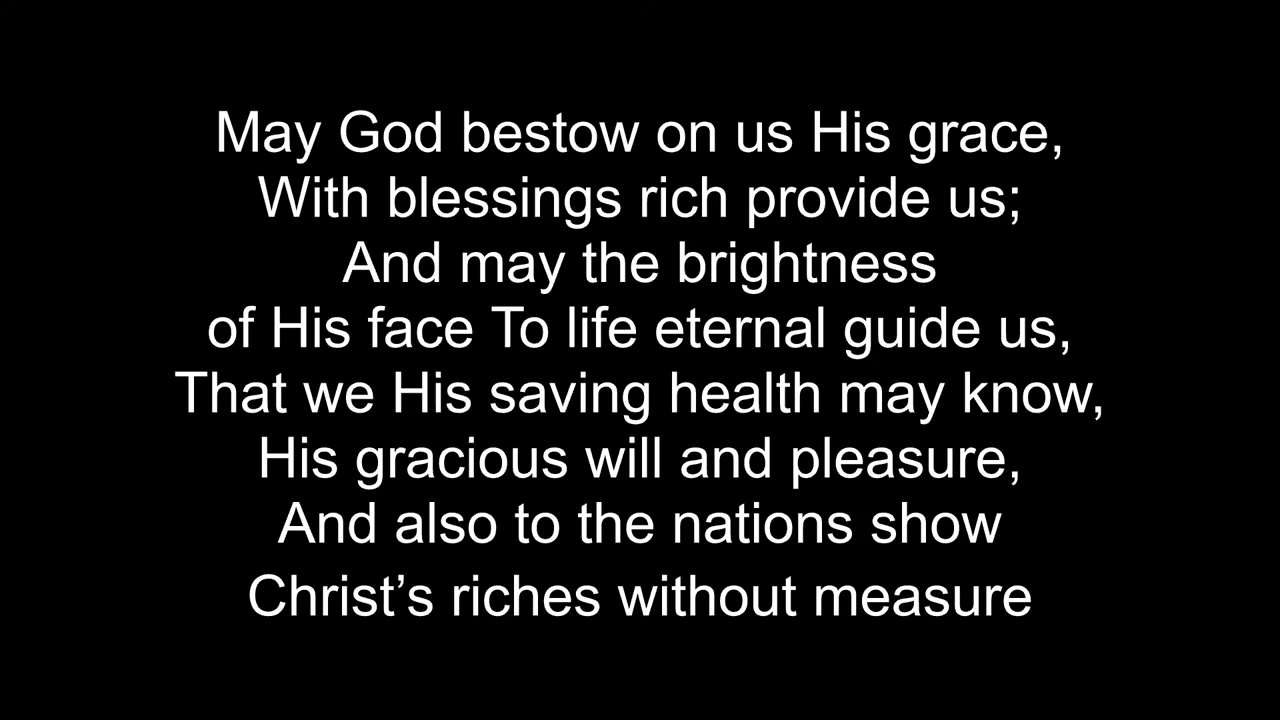 May God bestow on us His grace,
With blessings rich provide us;
And may the brightness
of His face To life eternal guide us,
That we His saving health may know,
His gracious will and pleasure,
And also to the nations show
Christ’s riches without measure